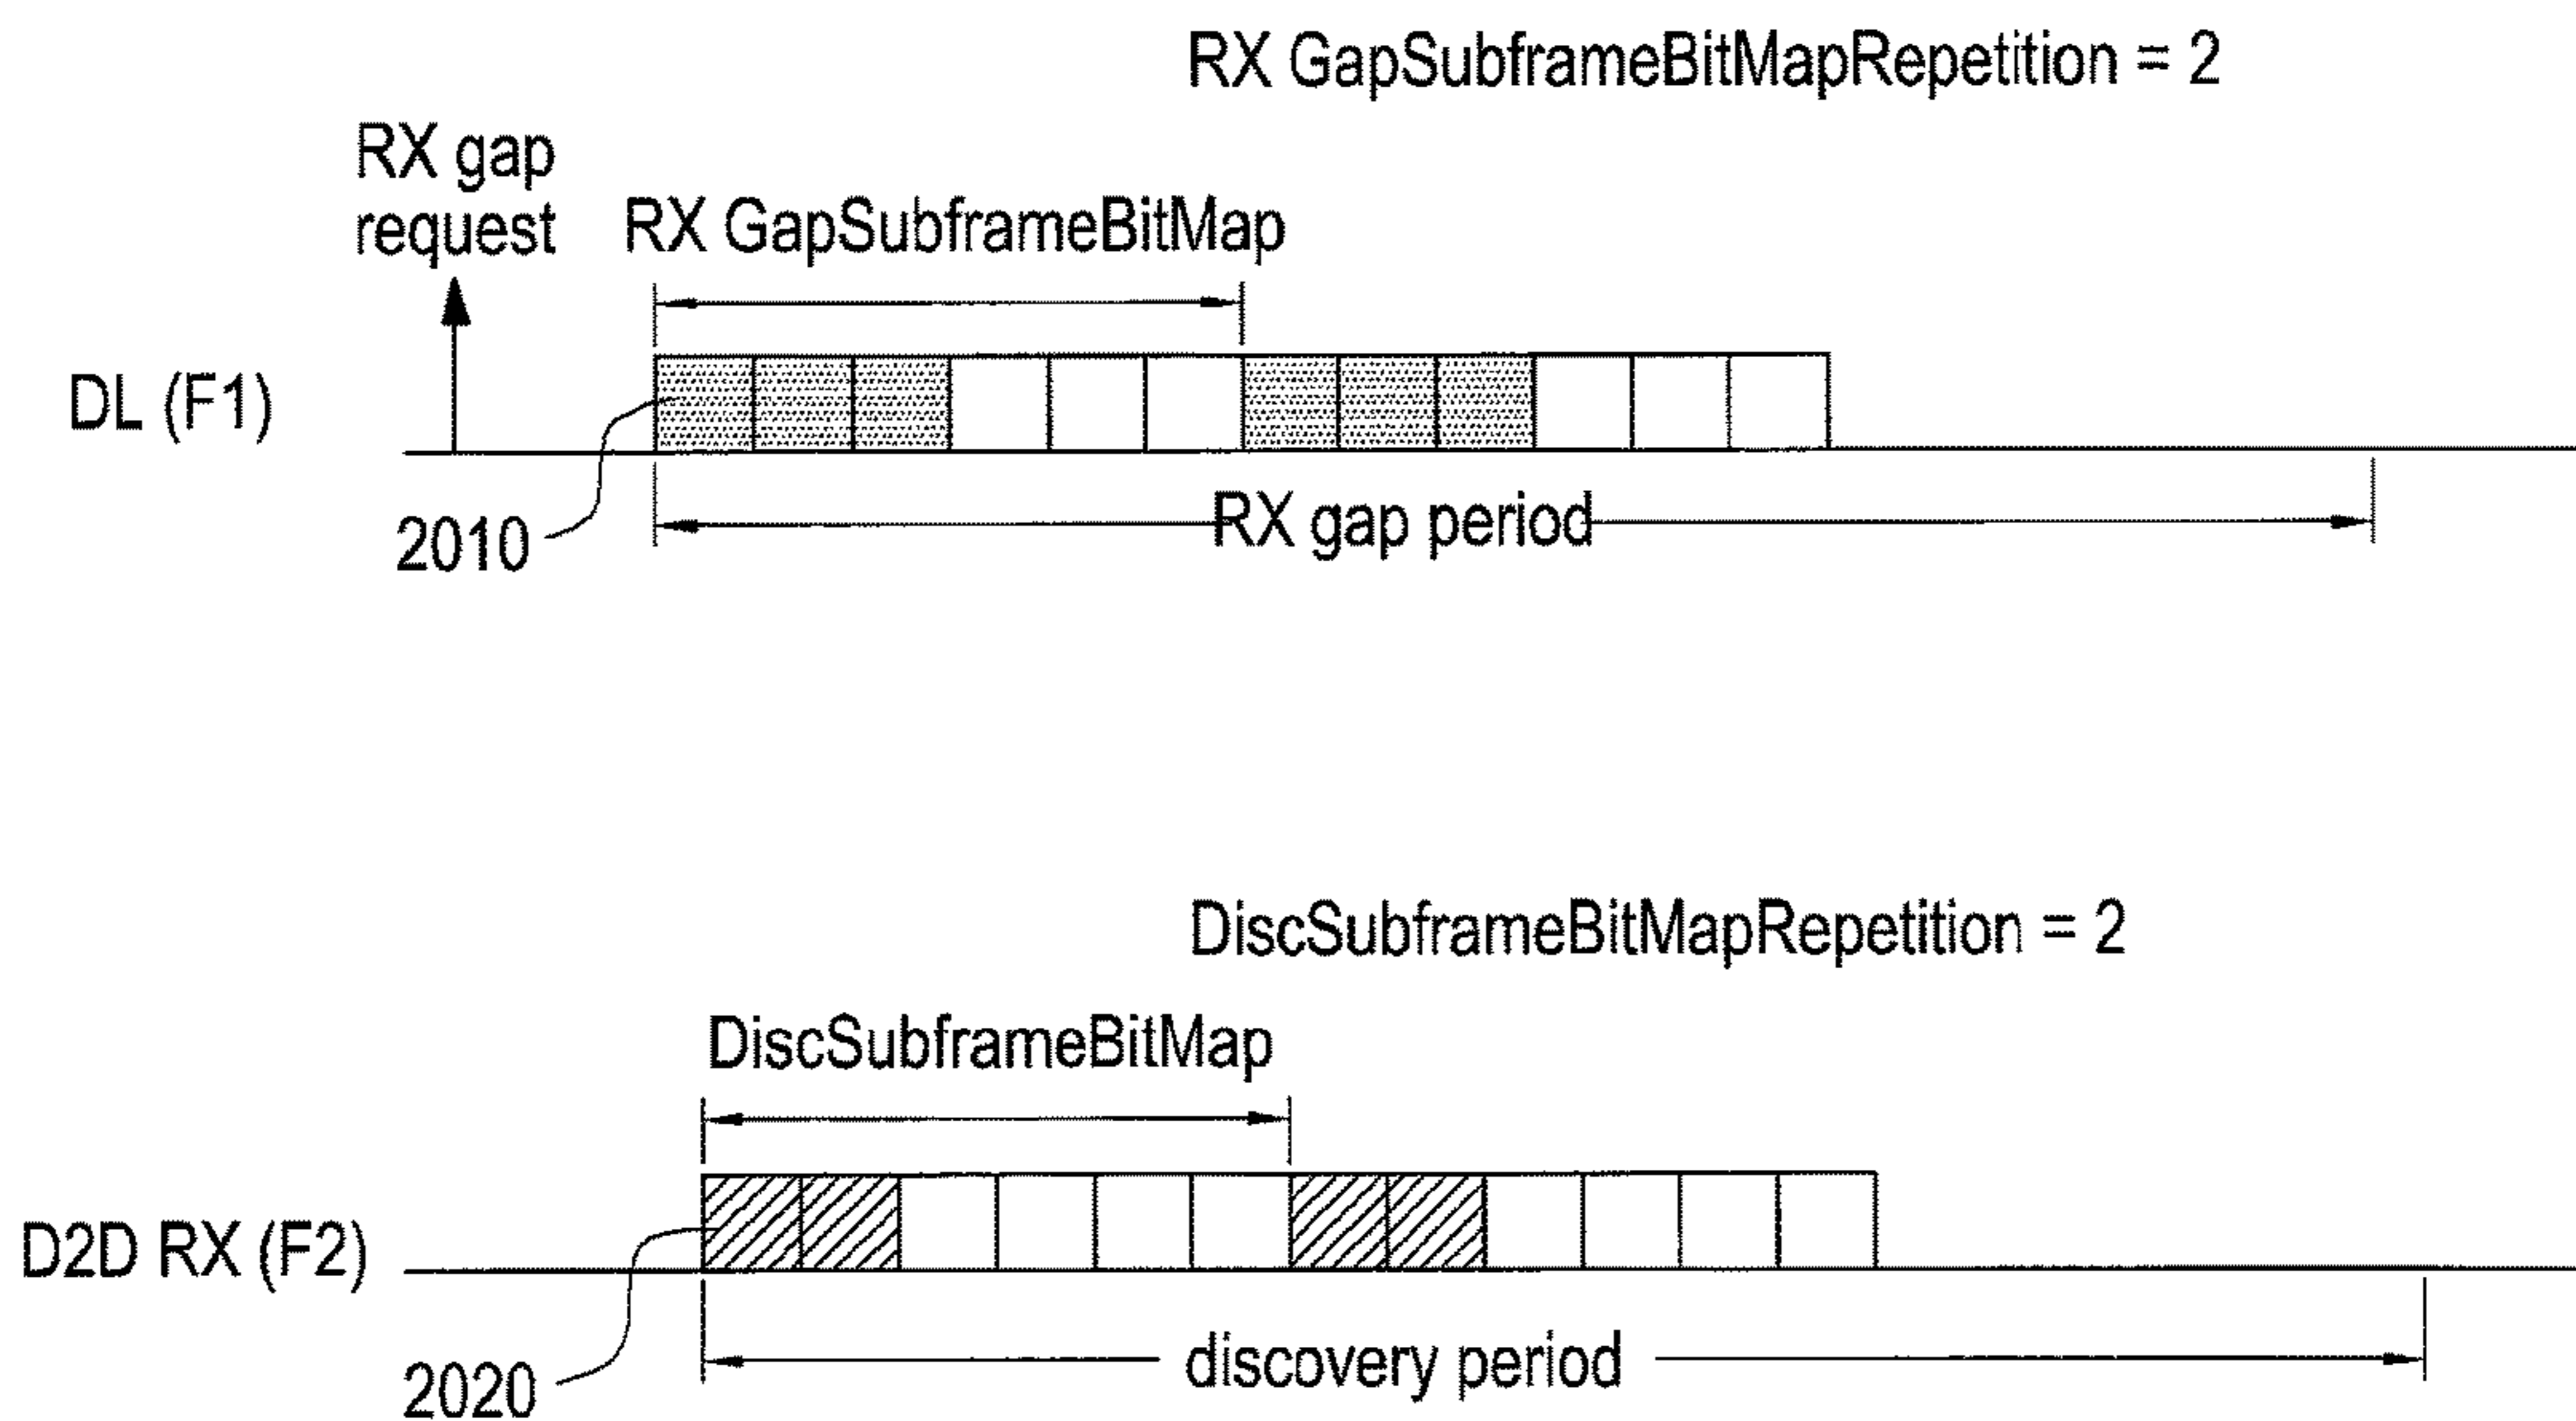 RX GapSubframeBitMapRepetition = 2
RX gap
request
RX GapSubframeBitMap
DL (F1)
2010
RX gap period
DiscSubframeBitMapRepetition = 2
DiscSubframeBitMap
D2D RX (F2)
2020
discovery period